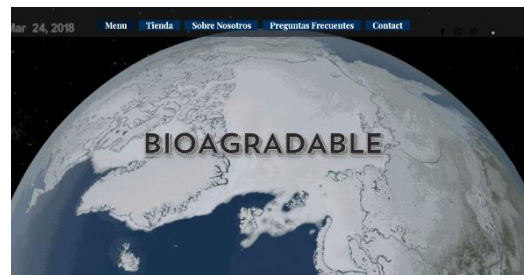 Mar 24, 2018
Menu Tienda Sobre Nosotros Preguntas Frecuentes Contact
BIOAGRADABLE